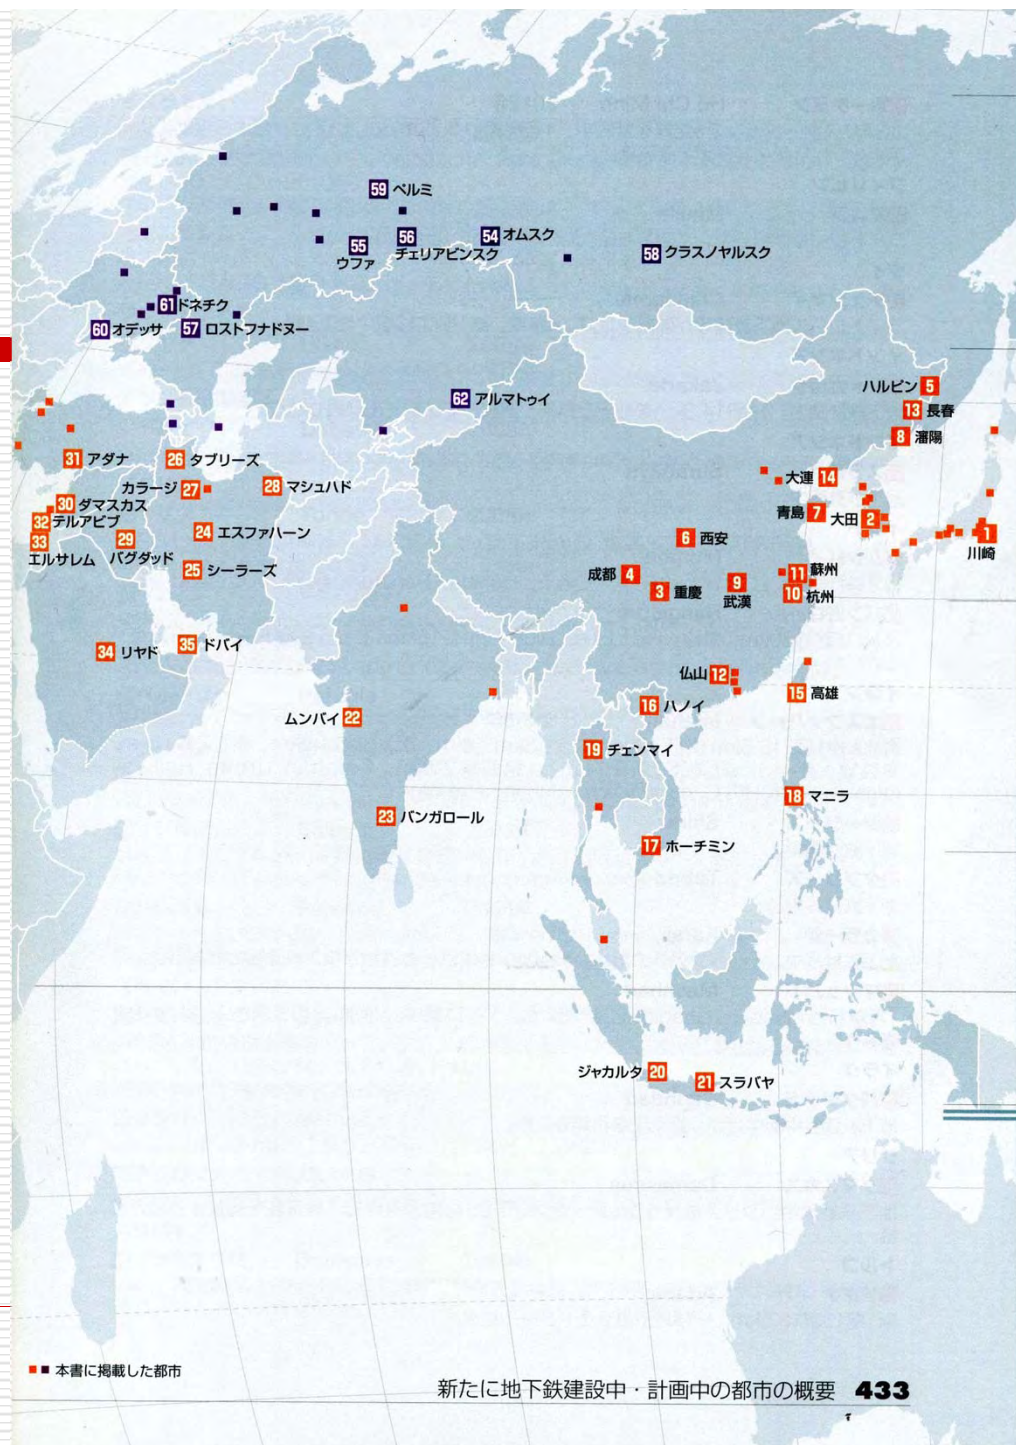 59 ペルミ
55 ウファ
56 チェリアビンスク
54 オムスク
58 クラスノヤルスク
61 ドネチク
60 オデッサ
57 ロストフナドヌー
62 アルマトゥイ
ハルビン 5
13 長春
8 瀋陽
31 アダナ
26 タブリーズ
カラージ 27
28 マシュハド
大連 14
30 ダマスカス
32 テルアビブ
33 エルサレム
29 バグダッド
24 エスファハーン
25 シーラーズ
青島 7
大田 2
1 川崎
6 西安
成都 4
3 重慶
9 武漢
11 蘇州
10 杭州
34 リヤド
35 ドバイ
仏山 12
15 高雄
ムンバイ 22
16 ハノイ
19 チェンマイ
18 マニラ
23 バンガロール
17 ホーチミン
ジャカルタ 20
21 スラバヤ
本書に掲載した都市
新たに地下鉄建設中・計画中の都市の概要 433